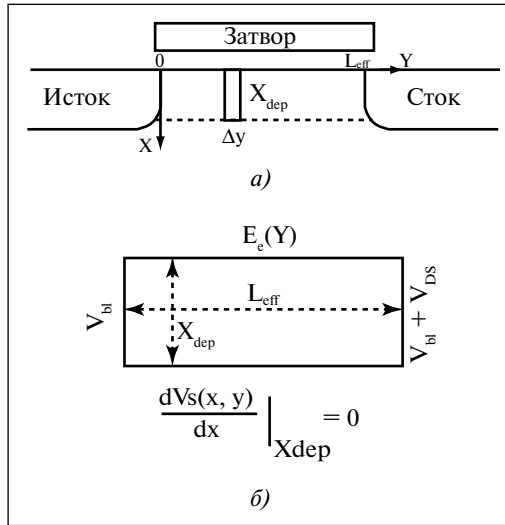 Затвор
0 L_eff Y
Исток X_dep Сток
X Δy
а)
E_e(Y)
V_bl L_eff V_bl + V_DS
X_dep
dVs(x, y)
dx | Xdep = 0
б)